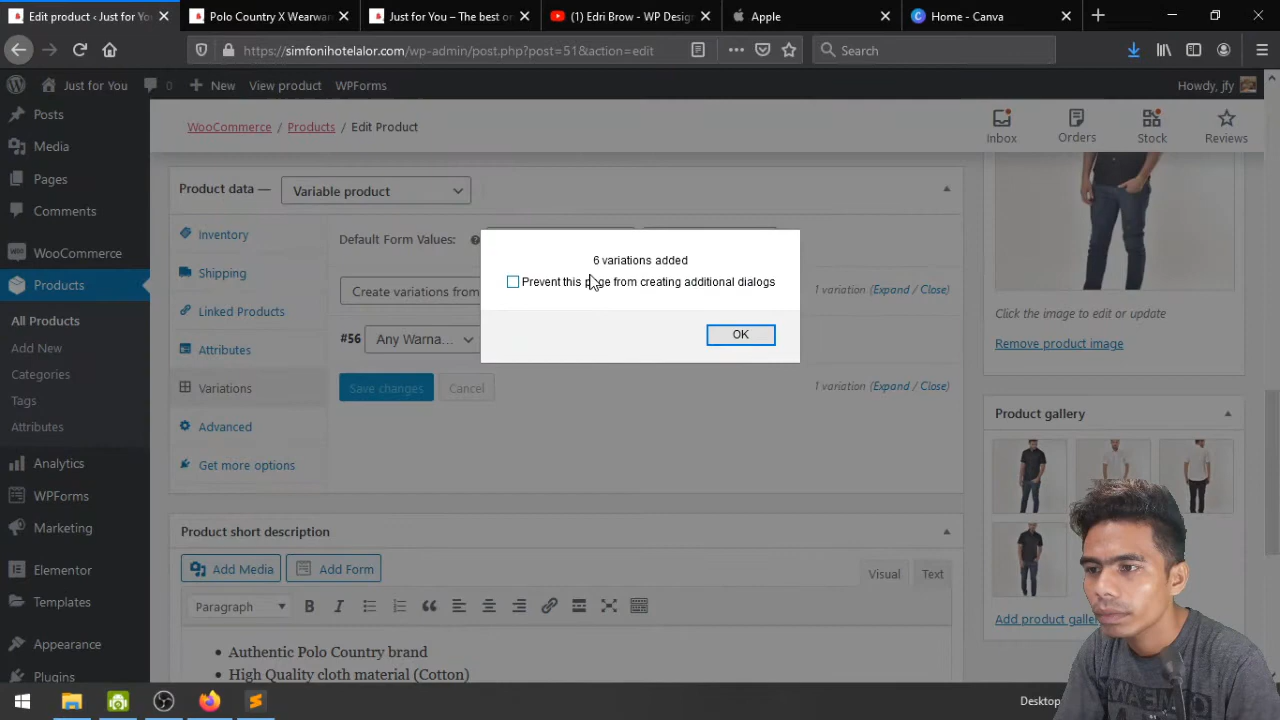 Edit product ‹ Just for Yo
Polo Country X Wearwar
Just for You – The best on
(1) Edri Brow - WP Design
Apple
Home - Canva
https://simfonihotelalor.com/wp-admin/post.php?post=51&action=edit
Search
Just for You
0
New
View product
WPForms
Howdy, jfy
Posts
Media
Pages
Comments
WooCommerce
Products
All Products
Add New
Categories
Tags
Attributes
Analytics
WPForms
Marketing
Elementor
Templates
Appearance
Plugins
WooCommerce / Products / Edit Product
Inbox
Orders
Stock
Reviews
Product data —
Variable product
Inventory
Shipping
Linked Products
Attributes
Variations
Advanced
Get more options
Default Form Values:
Create variations from
1 variation (Expand / Close)
#56
Any Warna...
Save changes
Cancel
1 variation (Expand / Close)
6 variations added
Prevent this page from creating additional dialogs
OK
Product short description
Add Media
Add Form
Visual
Text
Paragraph
Authentic Polo Country brand
High Quality cloth material (Cotton)
Click the image to edit or update
Remove product image
Product gallery
Add product galle
Desktop